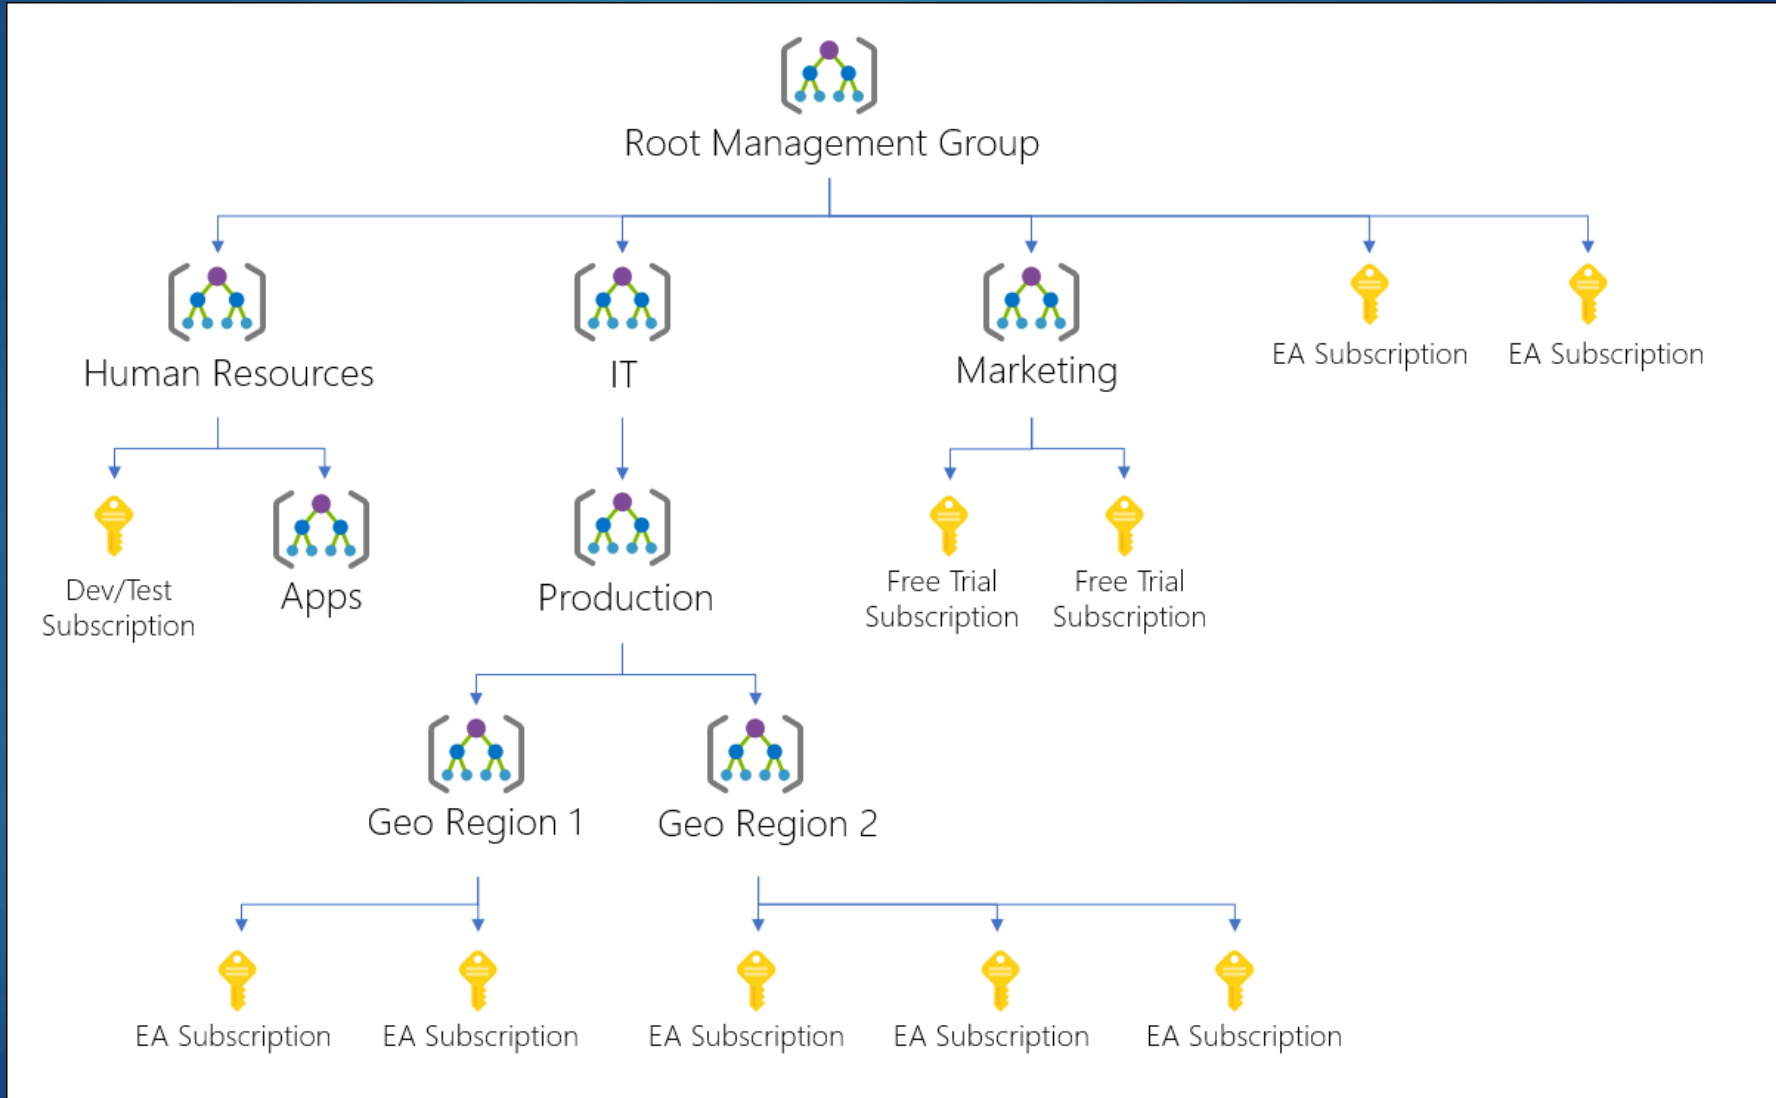 Root Management Group
Human Resources
IT
Marketing
EA Subscription
EA Subscription
Dev/Test
Subscription
Apps
Production
Free Trial
Subscription
Free Trial
Subscription
Geo Region 1
Geo Region 2
EA Subscription
EA Subscription
EA Subscription
EA Subscription
EA Subscription